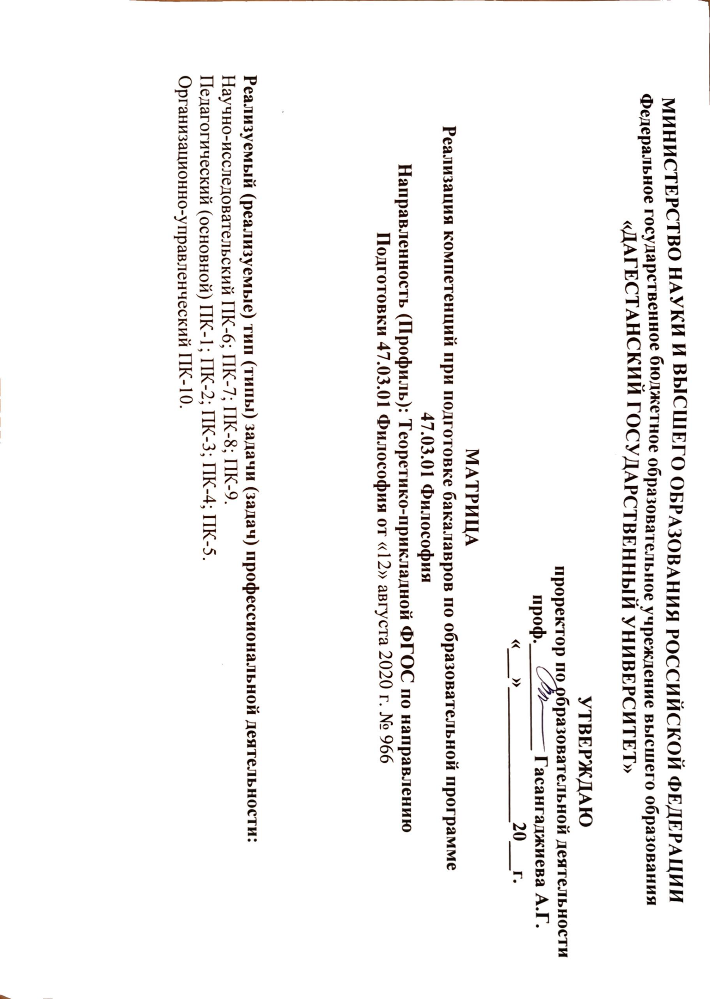 МИНИСТЕРСТВО НАУКИ И ВЫСШЕГО ОБРАЗОВАНИЯ РОССИЙСКОЙ ФЕДЕРАЦИИ
Федеральное государственное бюджетное образовательное учреждение высшего образования
«ДАГЕСТАНСКИЙ ГОСУДАРСТВЕННЫЙ УНИВЕРСИТЕТ»
УТВЕРЖДАЮ
проректор по образовательной деятельности
проф. ____________ Гасангаджиева А.Г.
«___» _______________ 20___г.
МАТРИЦА
Реализация компетенций при подготовке бакалавров по образовательной программе
47.03.01 Философия
Направленность (Профиль): Теоретико-прикладной ФГОС по направлению
Подготовки 47.03.01 Философия от «12» августа 2020 г. № 966
Реализуемый (реализуемые) тип (типы) задачи (задач) профессиональной деятельности:
Научно-исследовательский ПК-6; ПК-7; ПК-8; ПК-9.
Педагогический (основной) ПК-1; ПК-2; ПК-3; ПК-4; ПК-5.
Организационно-управленческий ПК-10.